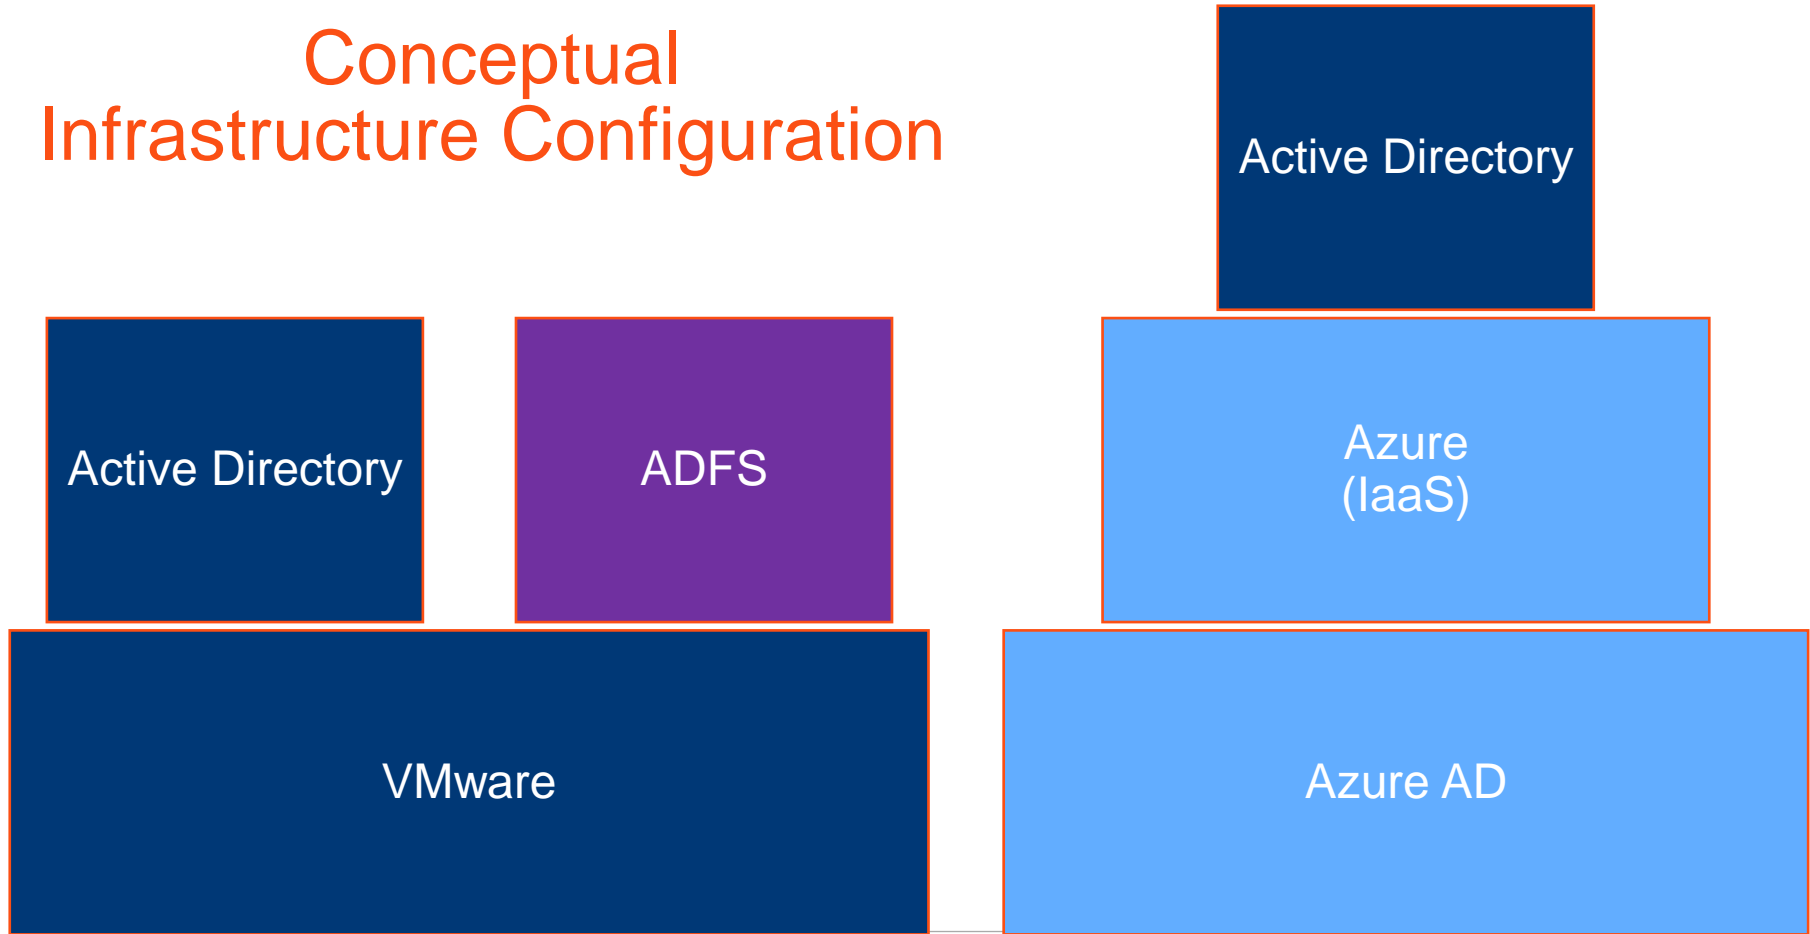 Conceptual
Infrastructure Configuration
Active Directory
Active Directory
ADFS
Azure
(IaaS)
VMware
Azure AD